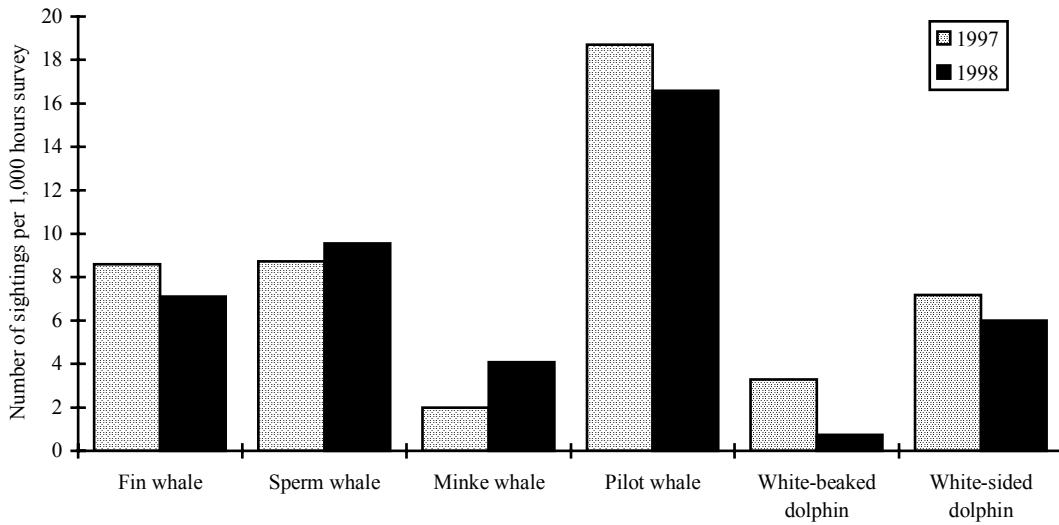 Number of sightings per 1,000 hours survey
20
18
16
14
12
10
8
6
4
2
0
1997
1998
Fin whale
Sperm whale
Minke whale
Pilot whale
White-beaked
dolphin
White-sided
dolphin